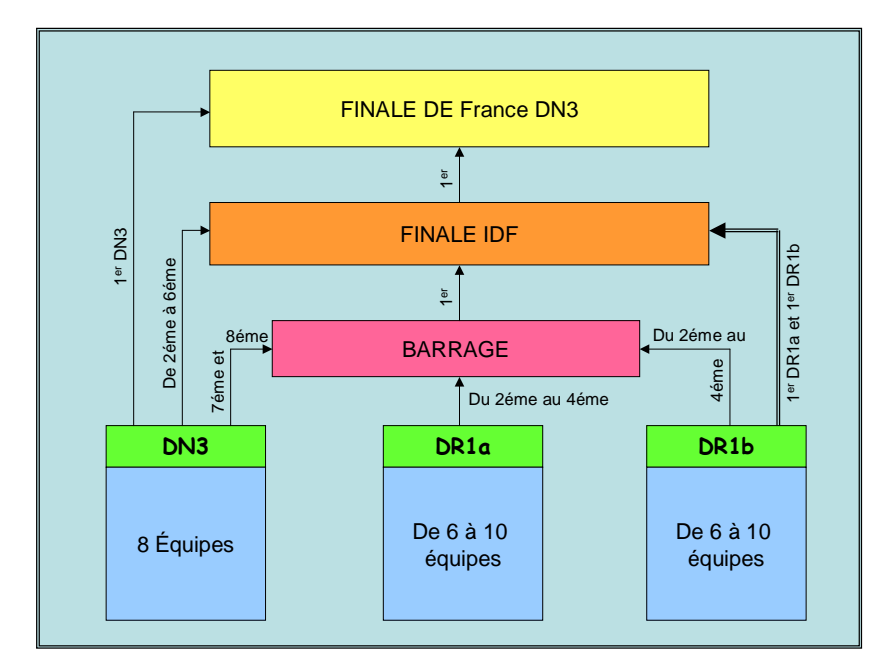 FINALE DE France DN3
1er
1er DN3
FINALE IDF
De 2éme à 6éme
1er DR1a et 1er DR1b
1er
7éme et
8éme
BARRAGE
Du 2éme au
4éme
Du 2éme au 4éme
DN3
DR1a
DR1b
8 Équipes
De 6 à 10
équipes
De 6 à 10
équipes